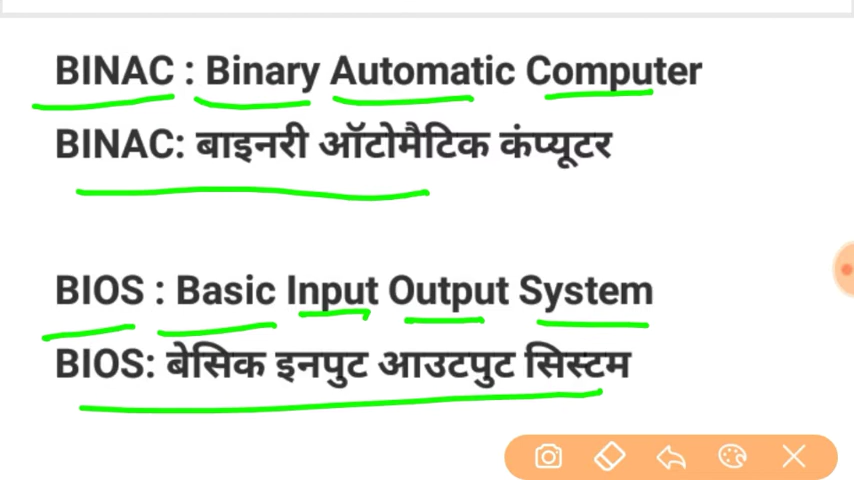 BINAC : Binary Automatic Computer
BINAC: बाइनरी ऑटोमैटिक कंप्यूटर
BIOS : Basic Input Output System
BIOS: बेसिक इनपुट आउटपुट सिस्टम